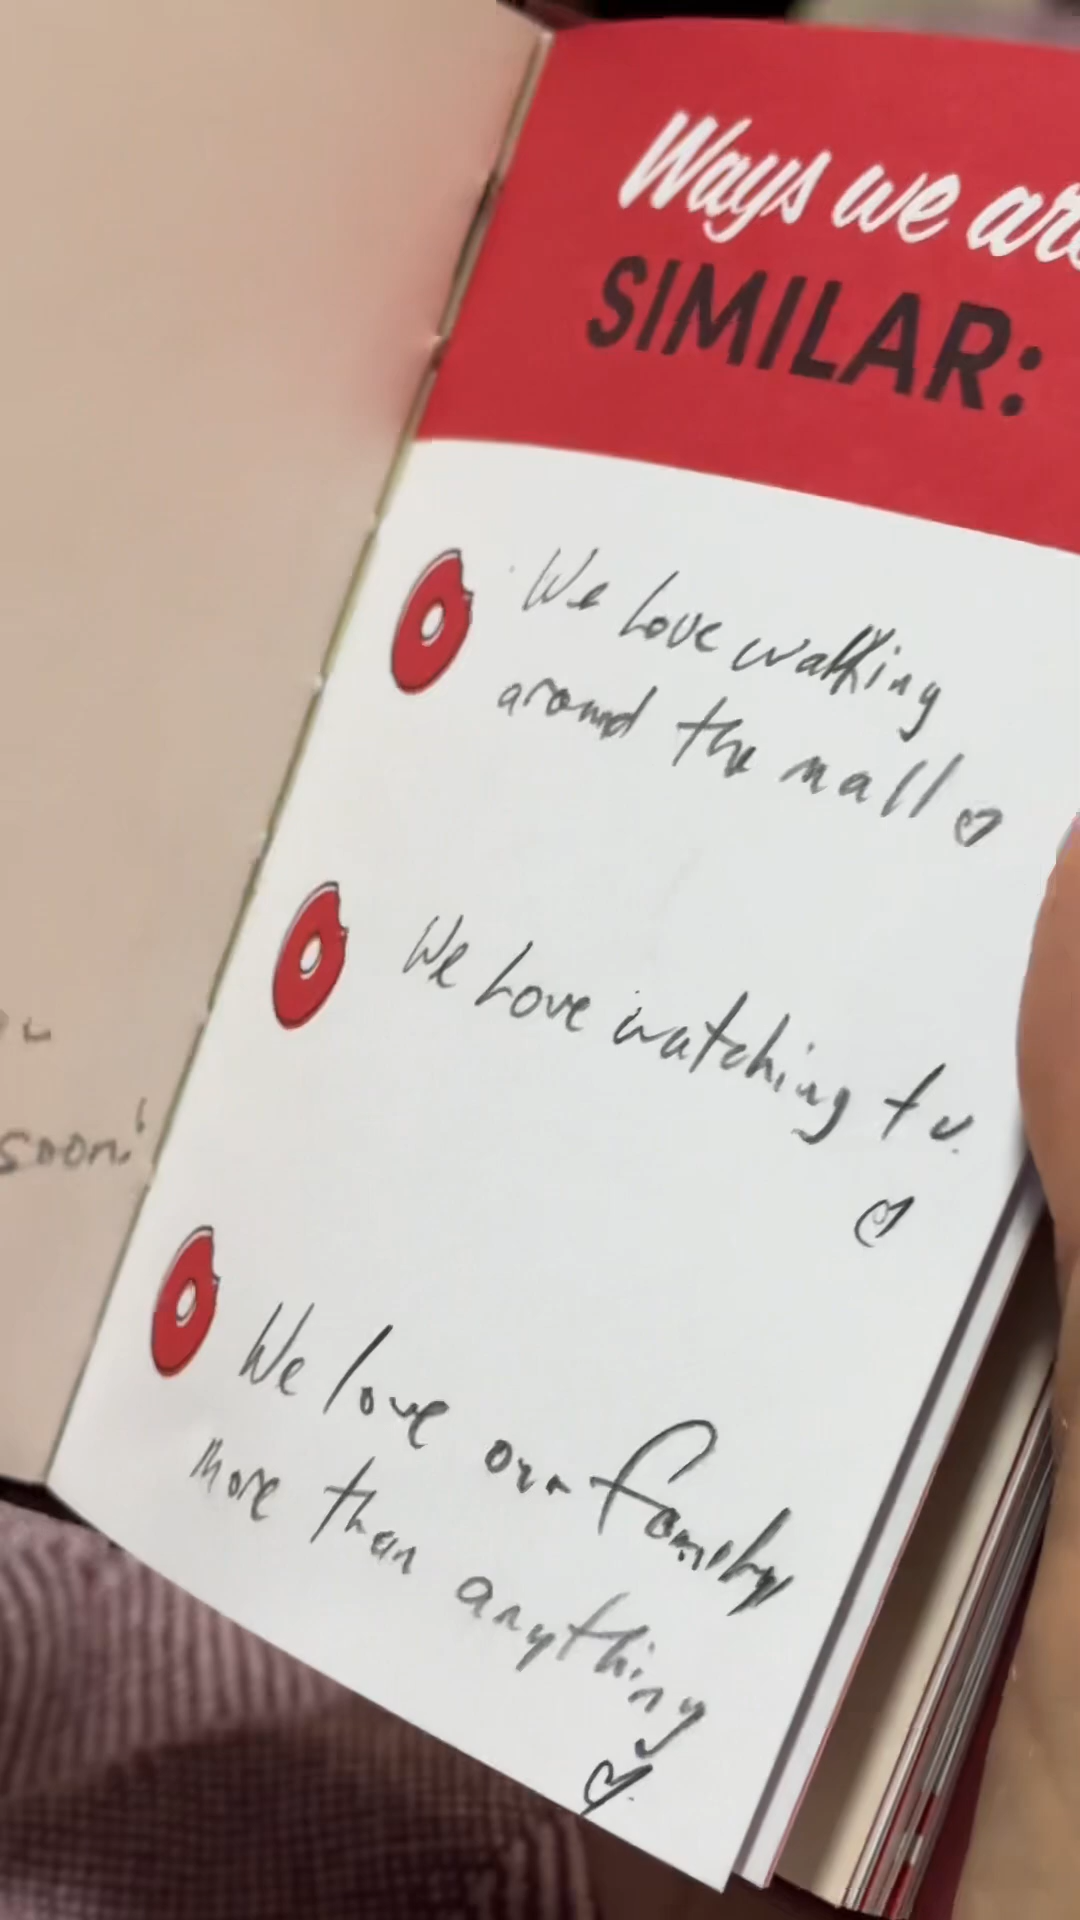 Ways we are
SIMILAR:
We love walking
around the mall
We love watching tv.
We love our family
more than anything
soon!